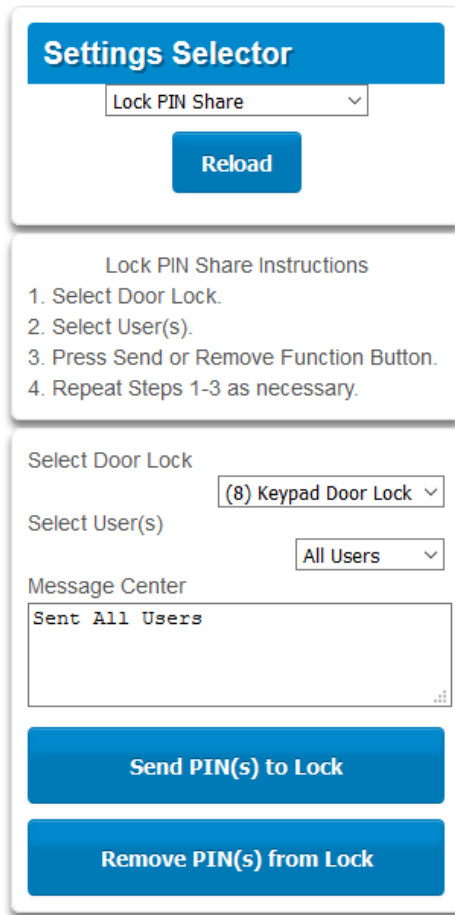 Settings Selector
Lock PIN Share
Reload
Lock PIN Share Instructions
1. Select Door Lock.
2. Select User(s).
3. Press Send or Remove Function Button.
4. Repeat Steps 1-3 as necessary.
Select Door Lock
(8) Keypad Door Lock
Select User(s)
All Users
Message Center
Sent All Users
Send PIN(s) to Lock
Remove PIN(s) from Lock